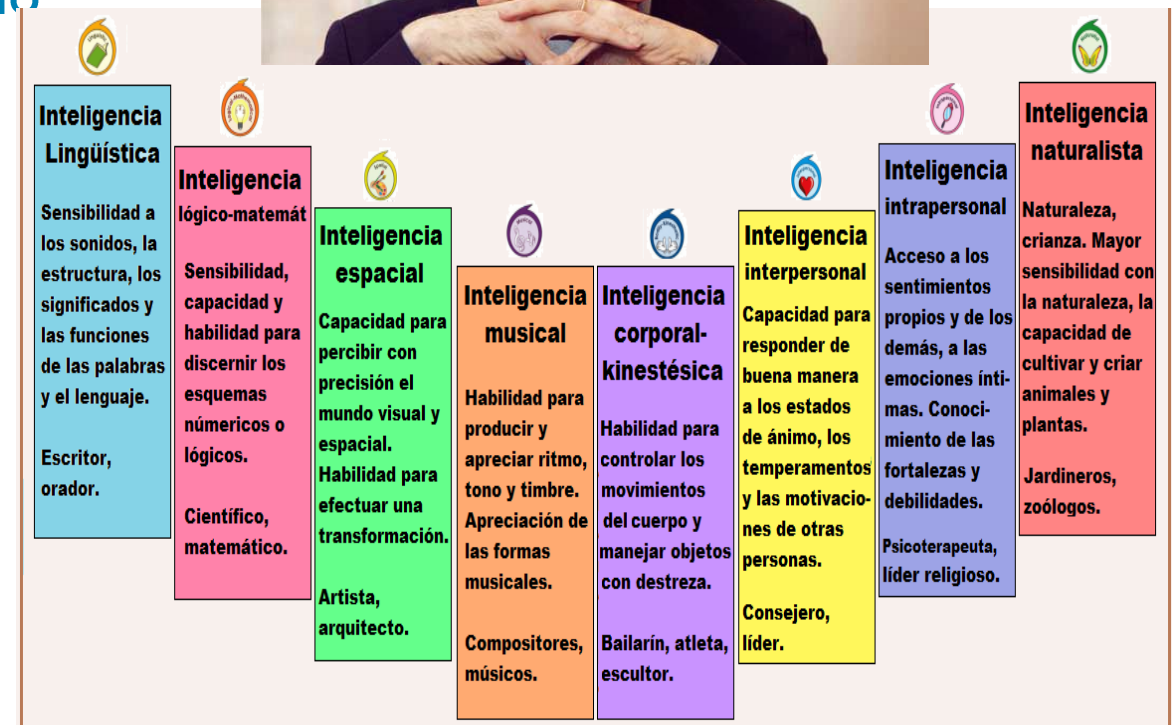 Inteligencia
Lingüística
Sensibilidad a
los sonidos, la
estructura, los
significados y
las funciones
de las palabras
y el lenguaje.
Escritor,
orador.
Inteligencia
lógico-matemát
Sensibilidad,
capacidad y
habilidad para
discernir los
esquemas
númericos o
lógicos.
Científico,
matemático.
Inteligencia
espacial
Capacidad para
percibir con
precisión el
mundo visual y
espacial.
Habilidad para
efectuar una
transformación.
Artista,
arquitecto.
Inteligencia
musical
Habilidad para
producir y
apreciar ritmo,
tono y timbre.
Apreciación de
las formas
musicales.
Compositores,
músicos.
Inteligencia
corporal-
kinestésica
Habilidad para
controlar los
movimientos
del cuerpo y
manejar objetos
con destreza.
Bailarín, atleta,
escultor.
Inteligencia
interpersonal
Capacidad para
responder de
buena manera
a los estados
de ánimo, los
temperamentos
y las motivacio-
nes de otras
personas.
Consejero,
líder.
Inteligencia
intrapersonal
Acceso a los
sentimientos
propios y de los
demás, a las
emociones ínti-
mas. Conoci-
miento de las
fortalezas y
debilidades.
Psicoterapeuta,
líder religioso.
Inteligencia
naturalista
Naturaleza,
crianza. Mayor
sensibilidad con
la naturaleza, la
capacidad de
cultivar y criar
animales y
plantas.
Jardineros,
zoólogos.